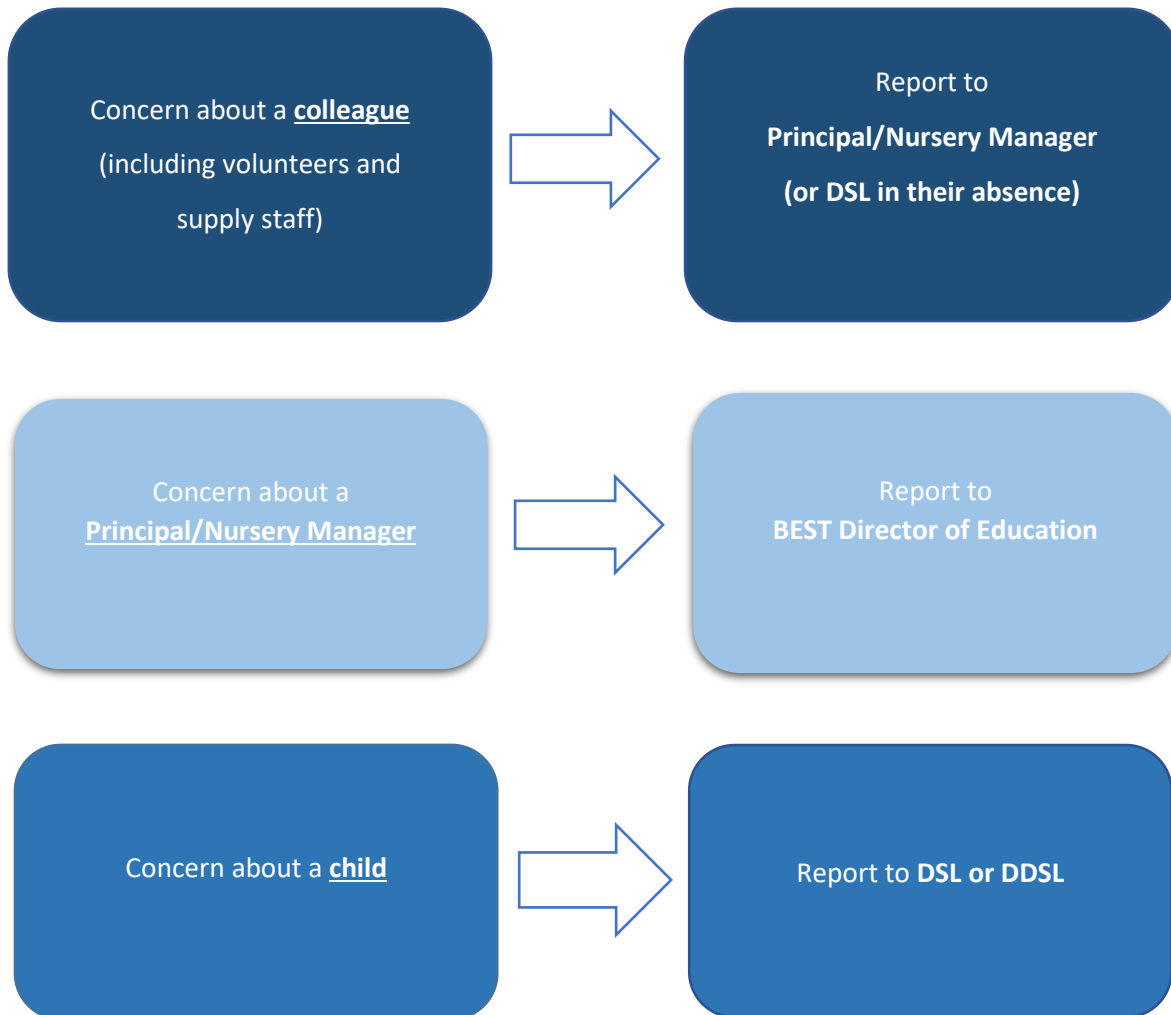 Concern about a colleague
(including volunteers and
supply staff)
Report to
Principal/Nursery Manager
(or DSL in their absence)
Concern about a
Principal/Nursery Manager
Report to
BEST Director of Education
Concern about a child
Report to DSL or DDSL